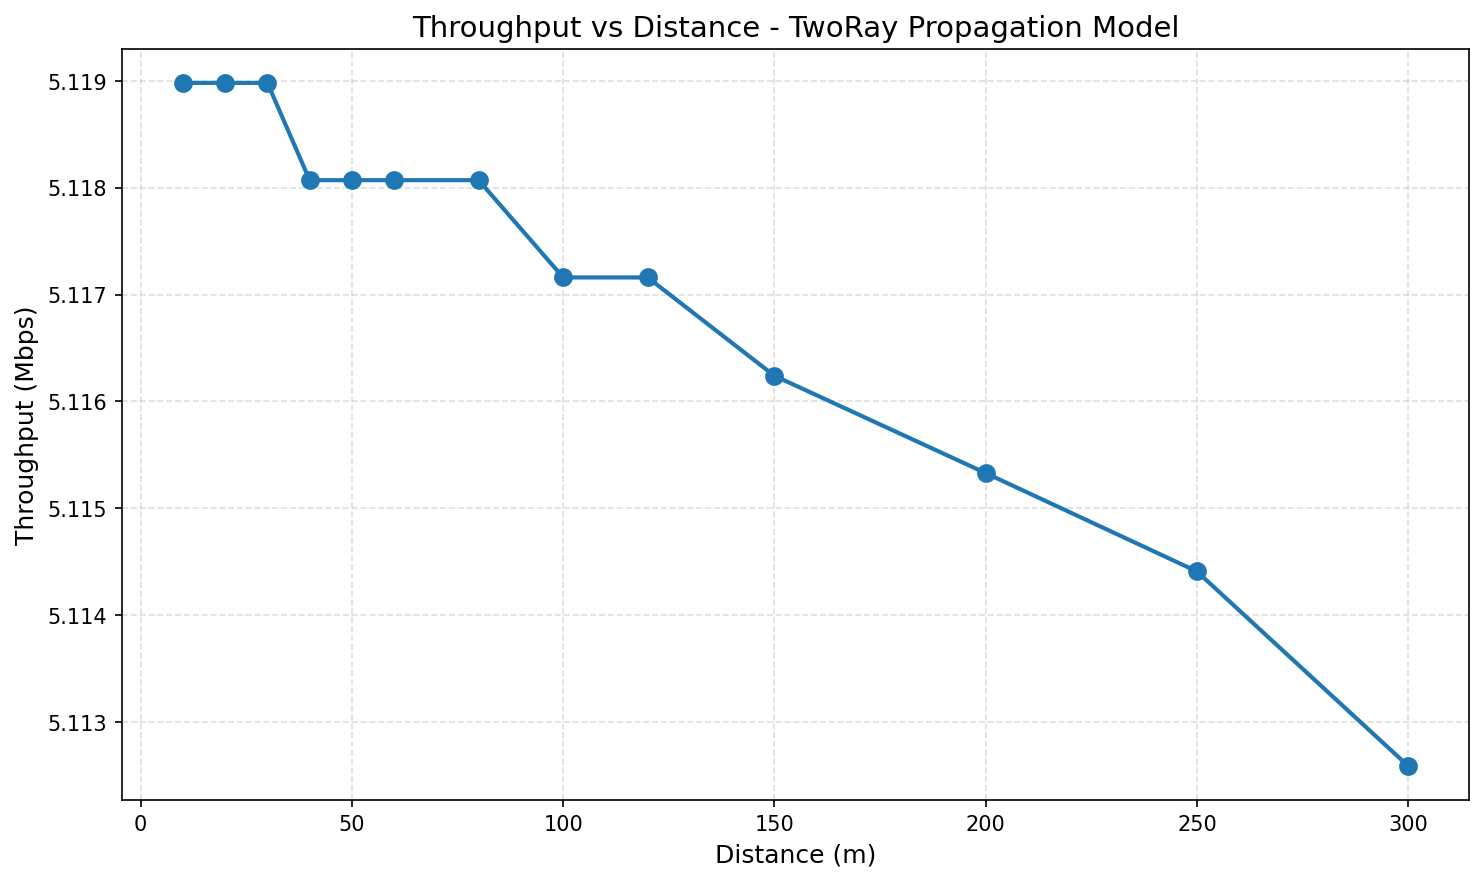 Throughput vs Distance - TwoRay Propagation Model
Throughput (Mbps)
5.119
5.118
5.117
5.116
5.115
5.114
5.113
0 50 100 150 200 250 300
Distance (m)